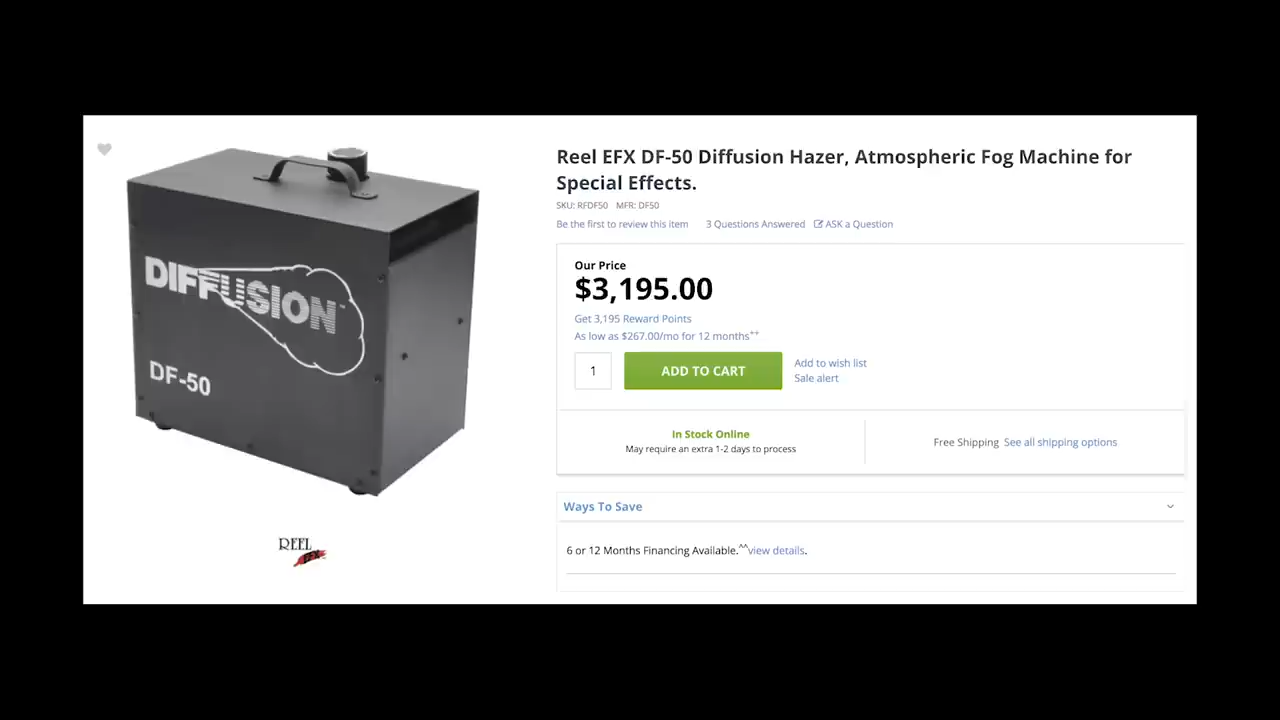 Reel EFX DF-50 Diffusion Hazer, Atmospheric Fog Machine for
Special Effects.
SKU: RFDF50 MFR: DF50
Be the first to review this item 3 Questions Answered ASK a Question
Our Price
$3,195.00
Get 3,195 Reward Points
As low as $267.00/mo for 12 months++
1 ADD TO CART Add to wish list
Sale alert
In Stock Online
May require an extra 1-2 days to process
Free Shipping See all shipping options
Ways To Save
6 or 12 Months Financing Available.^^view details.
DIFFUSION™
DF-50
REEL
EFX